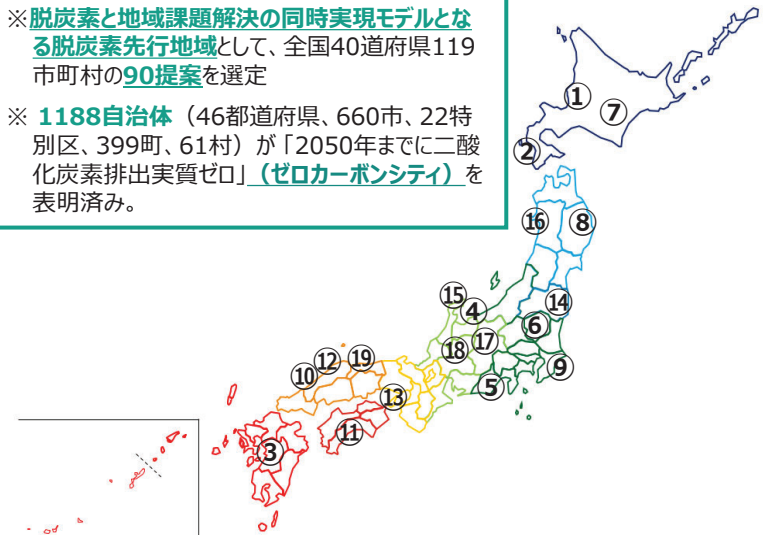 ※脱炭素と地域課題解決の同時実現モデルとな
る脱炭素先行地域として、全国40道府県119
市町村の90提案を選定
※ 1188自治体（46都道府県、660市、22特
別区、399町、61村）が「2050年までに二酸
化炭素排出実質ゼロ」（ゼロカーボンシティ）を
表明済み。
①
⑦
②
⑯
⑧
⑮
④
⑭
⑥
⑰
⑱
⑲
⑫
⑩
⑨
⑤
⑬
⑪
③